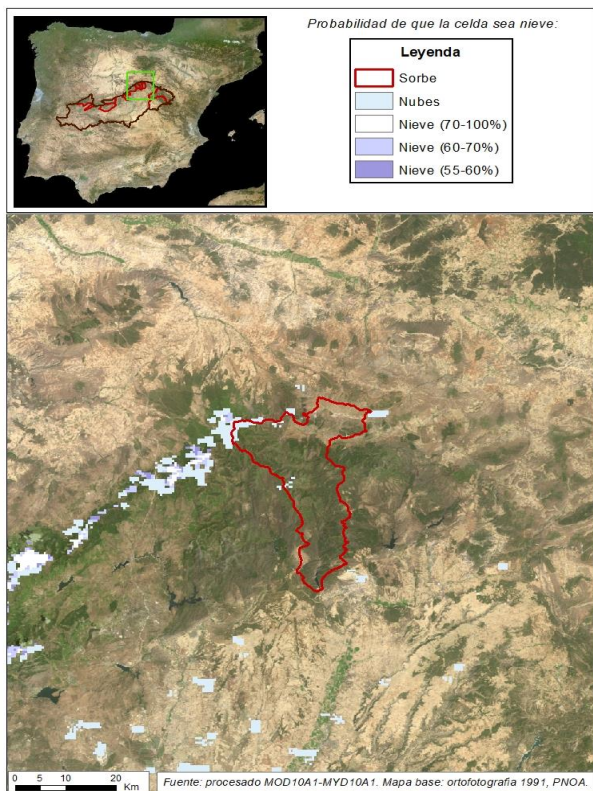 Probabilidad de que la celda sea nieve:
Leyenda
Sorbe
Nubes
Nieve (70-100%)
Nieve (60-70%)
Nieve (55-60%)
0 5 10 20
Km
Fuente: procesado MOD10A1-MYD10A1. Mapa base: ortofotografia 1991, PNOA.